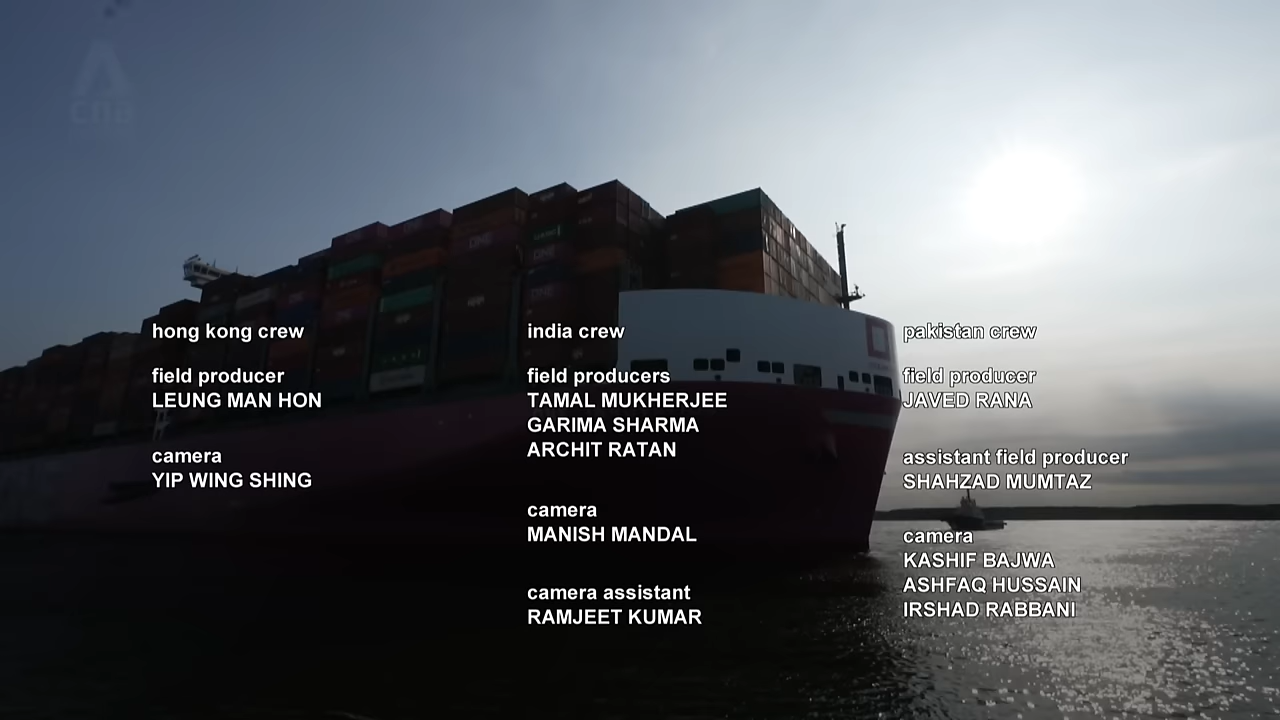 cna
hong kong crew
field producer
LEUNG MAN HON
camera
YIP WING SHING
india crew
field producers
TAMAL MUKHERJEE
GARIMA SHARMA
ARCHIT RATAN
camera
MANISH MANDAL
camera assistant
RAMJEET KUMAR
pakistan crew
field producer
JAVED RANA
assistant field producer
SHAHZAD MUMTAZ
camera
KASHIF BAJWA
ASHFAQ HUSSAIN
IRSHAD RABBANI